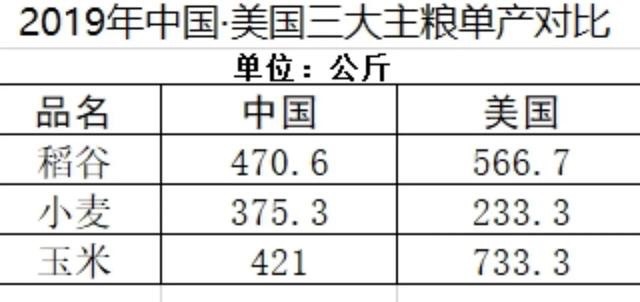 2019年中国·美国三大主粮单产对比
单位：公斤
品名 中国 美国
稻谷 470.6 566.7
小麦 375.3 233.3
玉米 421 733.3